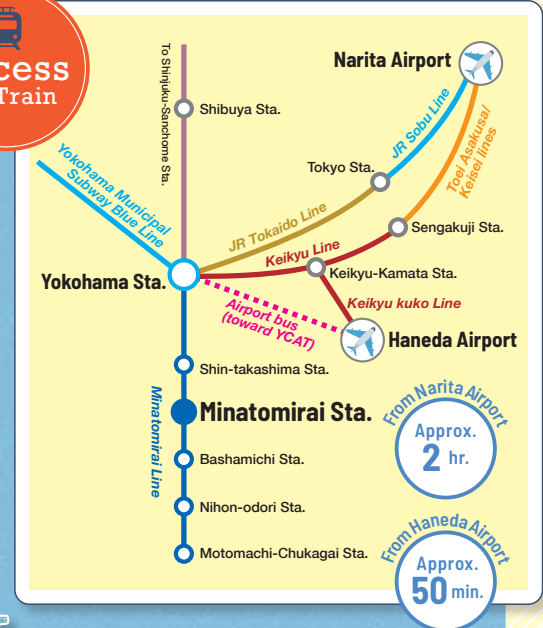 Train
To Shinjuku-Sanchome Sta.
Shibuya Sta.
Narita Airport
JR Sobu Line
Toei Asakusa/
Keisei lines
Tokyo Sta.
Yokohama Municipal
Subway Blue Line
JR Tokaido Line
Sengakuji Sta.
Keikyu Line
Yokohama Sta.
Keikyu-Kamata Sta.
Keikyu kuko Line
Airport bus
(toward YCAT)
Haneda Airport
Shin-takashima Sta.
Minatomirai Line
Minatomirai Sta.
Bashamichi Sta.
Nihon-odori Sta.
Motomachi-Chukagai Sta.
From Narita Airport
Approx.
2 hr.
From Haneda Airport
Approx.
50 min.